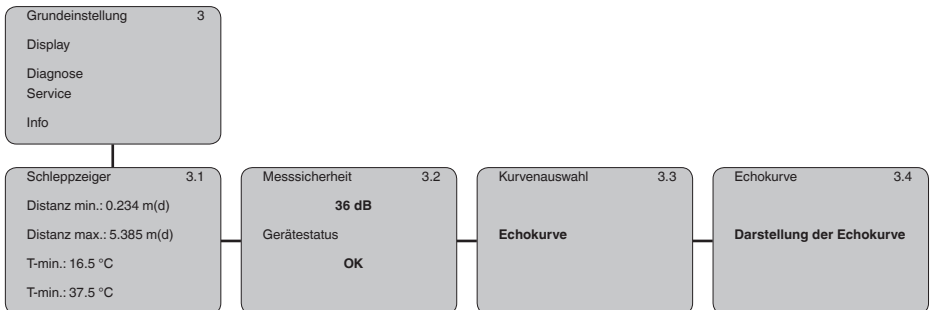 Grundeinstellung 3
Display
Diagnose
Service
Info
Schleppzeiger 3.1
Distanz min.: 0.234 m(d)
Distanz max.: 5.385 m(d)
T-min.: 16.5 °C
T-min.: 37.5 °C
Messsicherheit 3.2
36 dB
Gerätestatus
OK
Kurvenauswahl 3.3
Echokurve
Echokurve 3.4
Darstellung der Echokurve